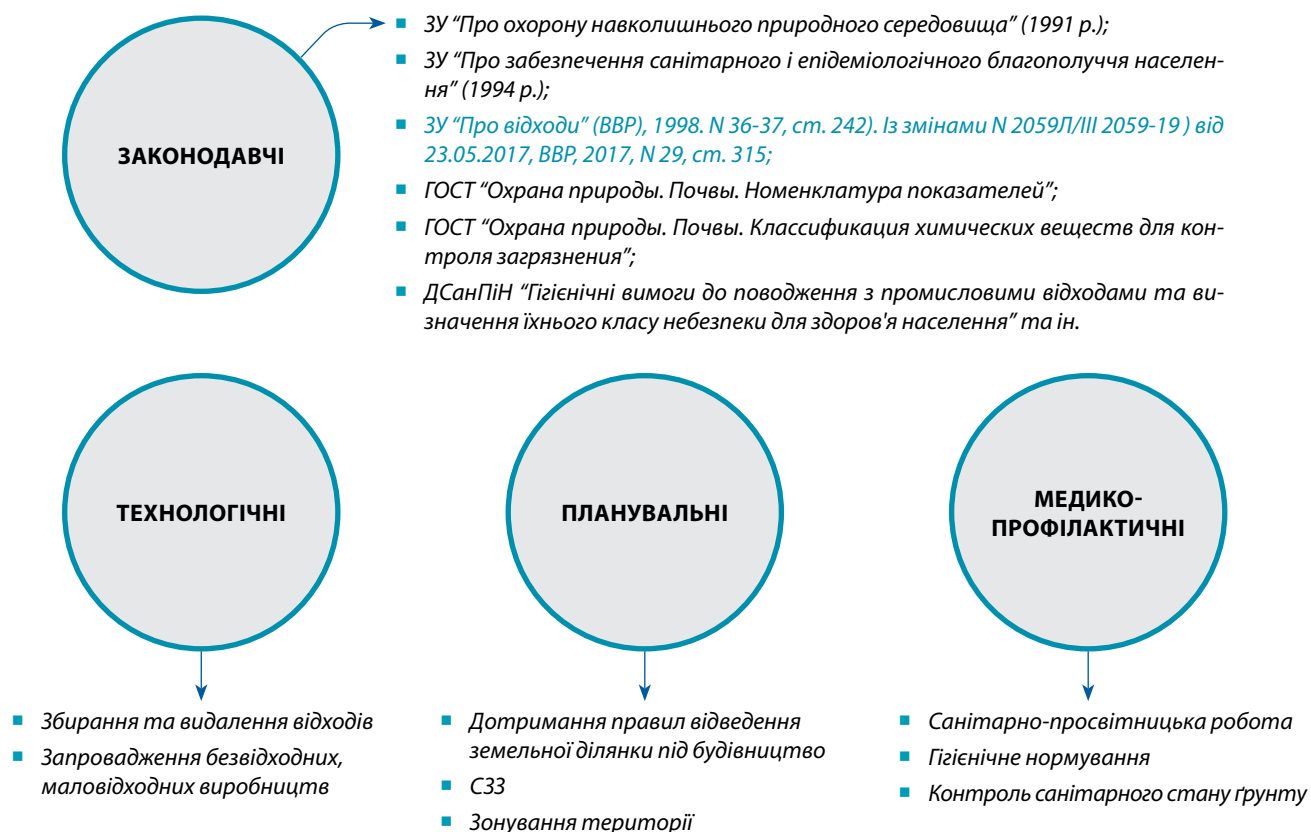 ЗАКОНОДАВЧІ
ЗУ “Про охорону навколишнього природного середовища” (1991 р.);
ЗУ “Про забезпечення санітарного і епідеміологічного благополуччя населен-
ня” (1994 р.);
ЗУ “Про відходи” (ВВР), 1998. N 36-37, ст. 242). Із змінами N 2059Л/III 2059-19 ) від
23.05.2017, ВВР, 2017, N 29, ст. 315;
ГОСТ “Охрана природы. Почвы. Номенклатура показателей”;
ГОСТ “Охрана природы. Почвы. Классификация химических веществ для кон-
троля загрязнения”;
ДСанПіН “Гігієнічні вимоги до поводження з промисловими відходами та ви-
значення їхнього класу небезпеки для здоров'я населення” та ін.
ТЕХНОЛОГІЧНІ
Збирання та видалення відходів
Запровадження безвідходних,
маловідходних виробництв
ПЛАНУВАЛЬНІ
Дотримання правил відведення
земельної ділянки під будівництво
СЗЗ
Зонування території
МЕДИКО-
ПРОФІЛАКТИЧНІ
Санітарно-просвітницька робота
Гігієнічне нормування
Контроль санітарного стану ґрунту